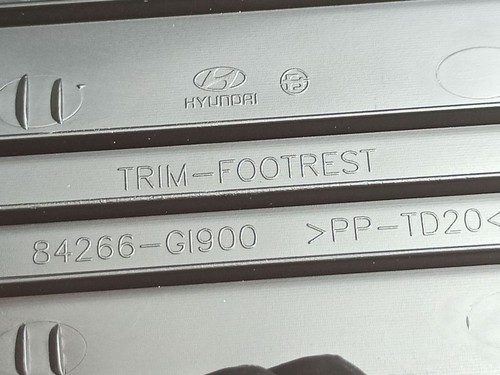 HYUNDAI
TRIM-FOOTREST
84266-GI900 >PP-TD20<